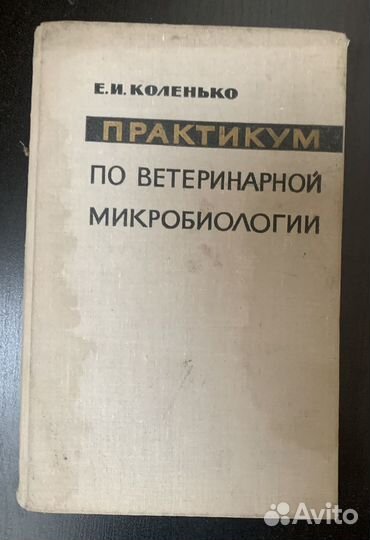 Е.И. КОЛЕНЬКО
ПРАКТИКУМ
ПО ВЕТЕРИНАРНОЙ
МИКРОБИОЛОГИИ
Avito